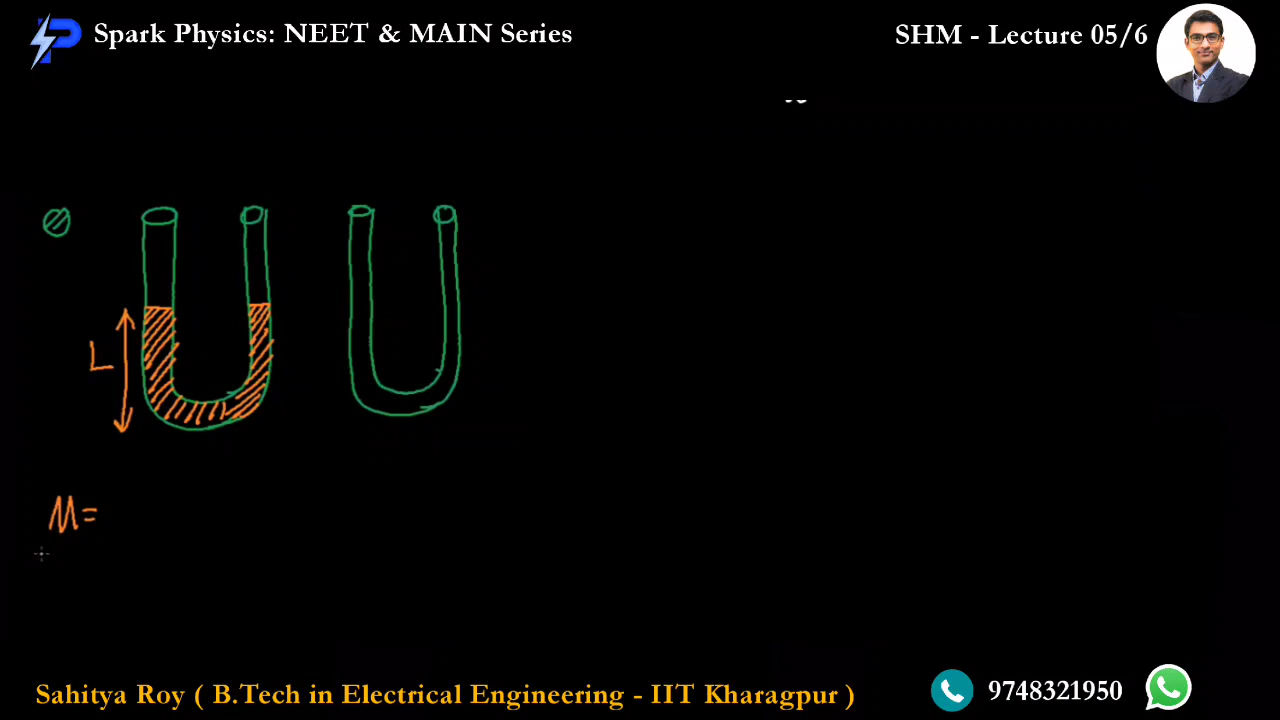 Spark Physics: NEET & MAIN Series
SHM - Lecture 05/6
L
M=
Sahitya Roy ( B.Tech in Electrical Engineering - IIT Kharagpur )
9748321950